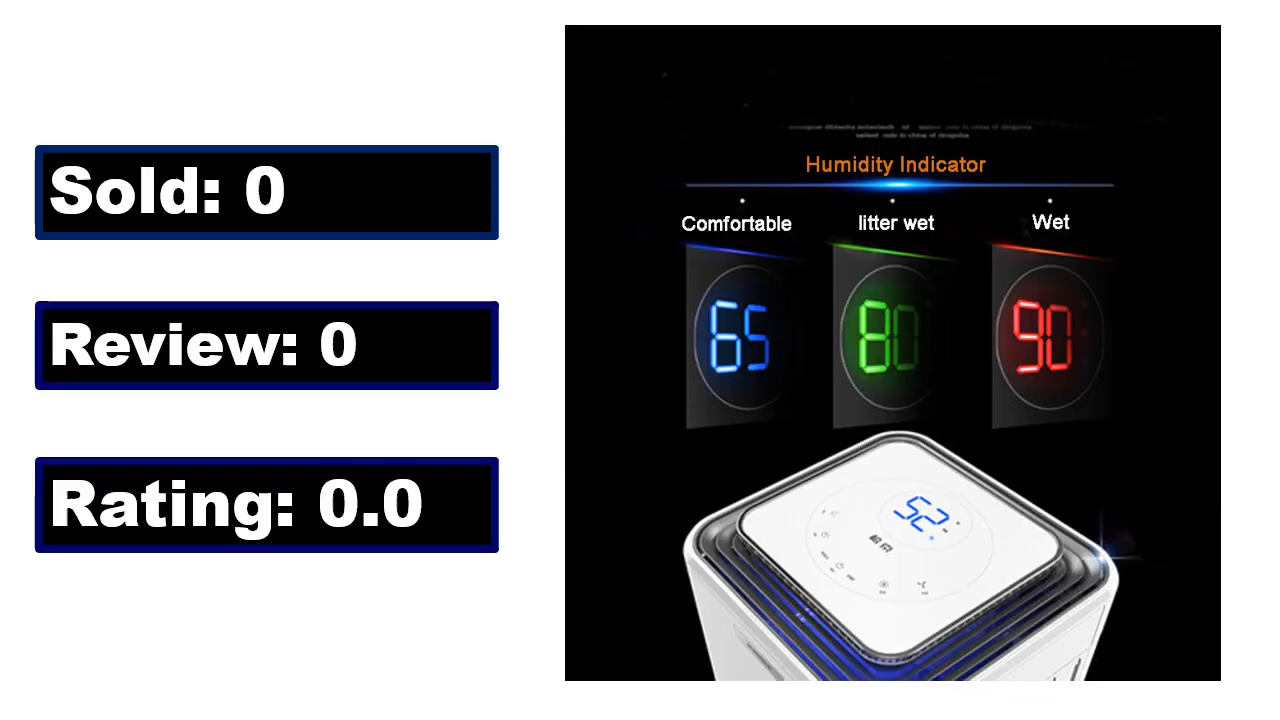 Sold: 0
Review: 0
Rating: 0.0
Humidity Indicator
Comfortable
litter wet
Wet
65
80
90
52